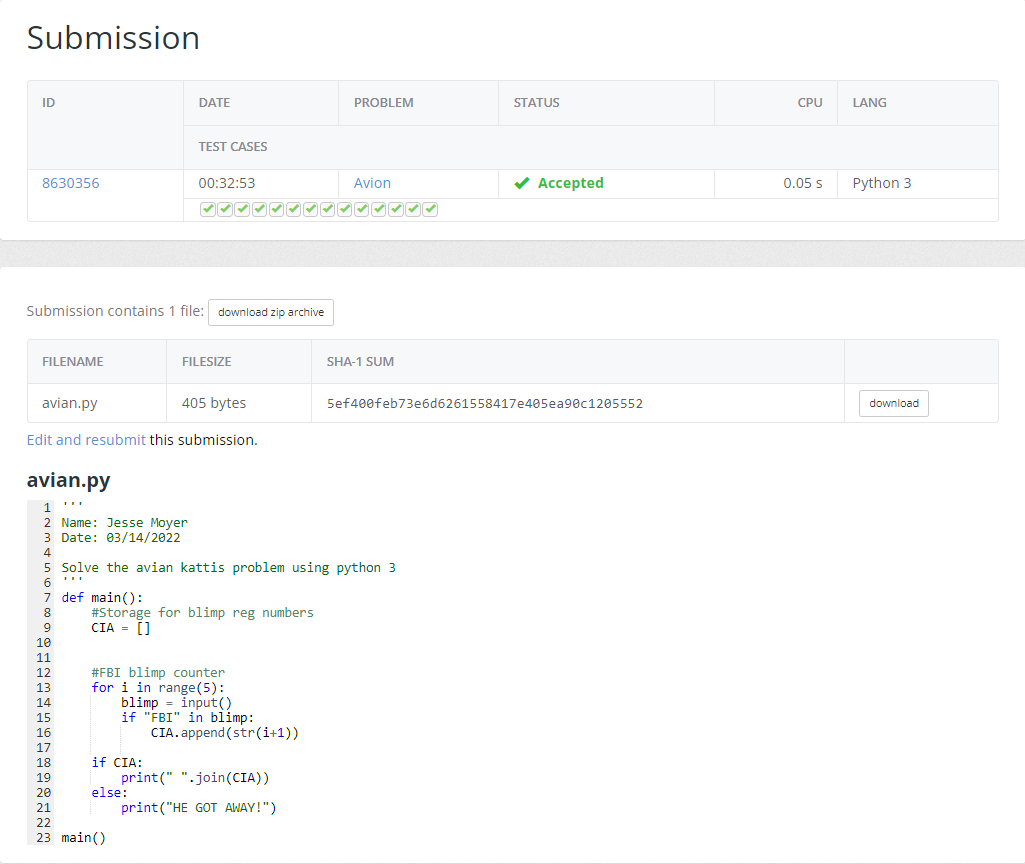 Submission
ID DATE PROBLEM STATUS CPU LANG
TEST CASES
8630356 00:32:53 Avion Accepted 0.05 s Python 3
Submission contains 1 file: download zip archive
FILENAME FILESIZE SHA-1 SUM
avian.py 405 bytes 5ef400feb73e6d6261558417e405ea90c1205552 download
Edit and resubmit this submission.
avian.py
1 '''
2 Name: Jesse Moyer
3 Date: 03/14/2022
4
5 Solve the avian kattis problem using python 3
6 '''
7 def main():
8     #Storage for blimp reg numbers
9     CIA = []
10
11
12     #FBI blimp counter
13     for i in range(5):
14         blimp = input()
15         if "FBI" in blimp:
16             CIA.append(str(i+1))
17
18     if CIA:
19         print(" ".join(CIA))
20     else:
21         print("HE GOT AWAY!")
22
23 main()